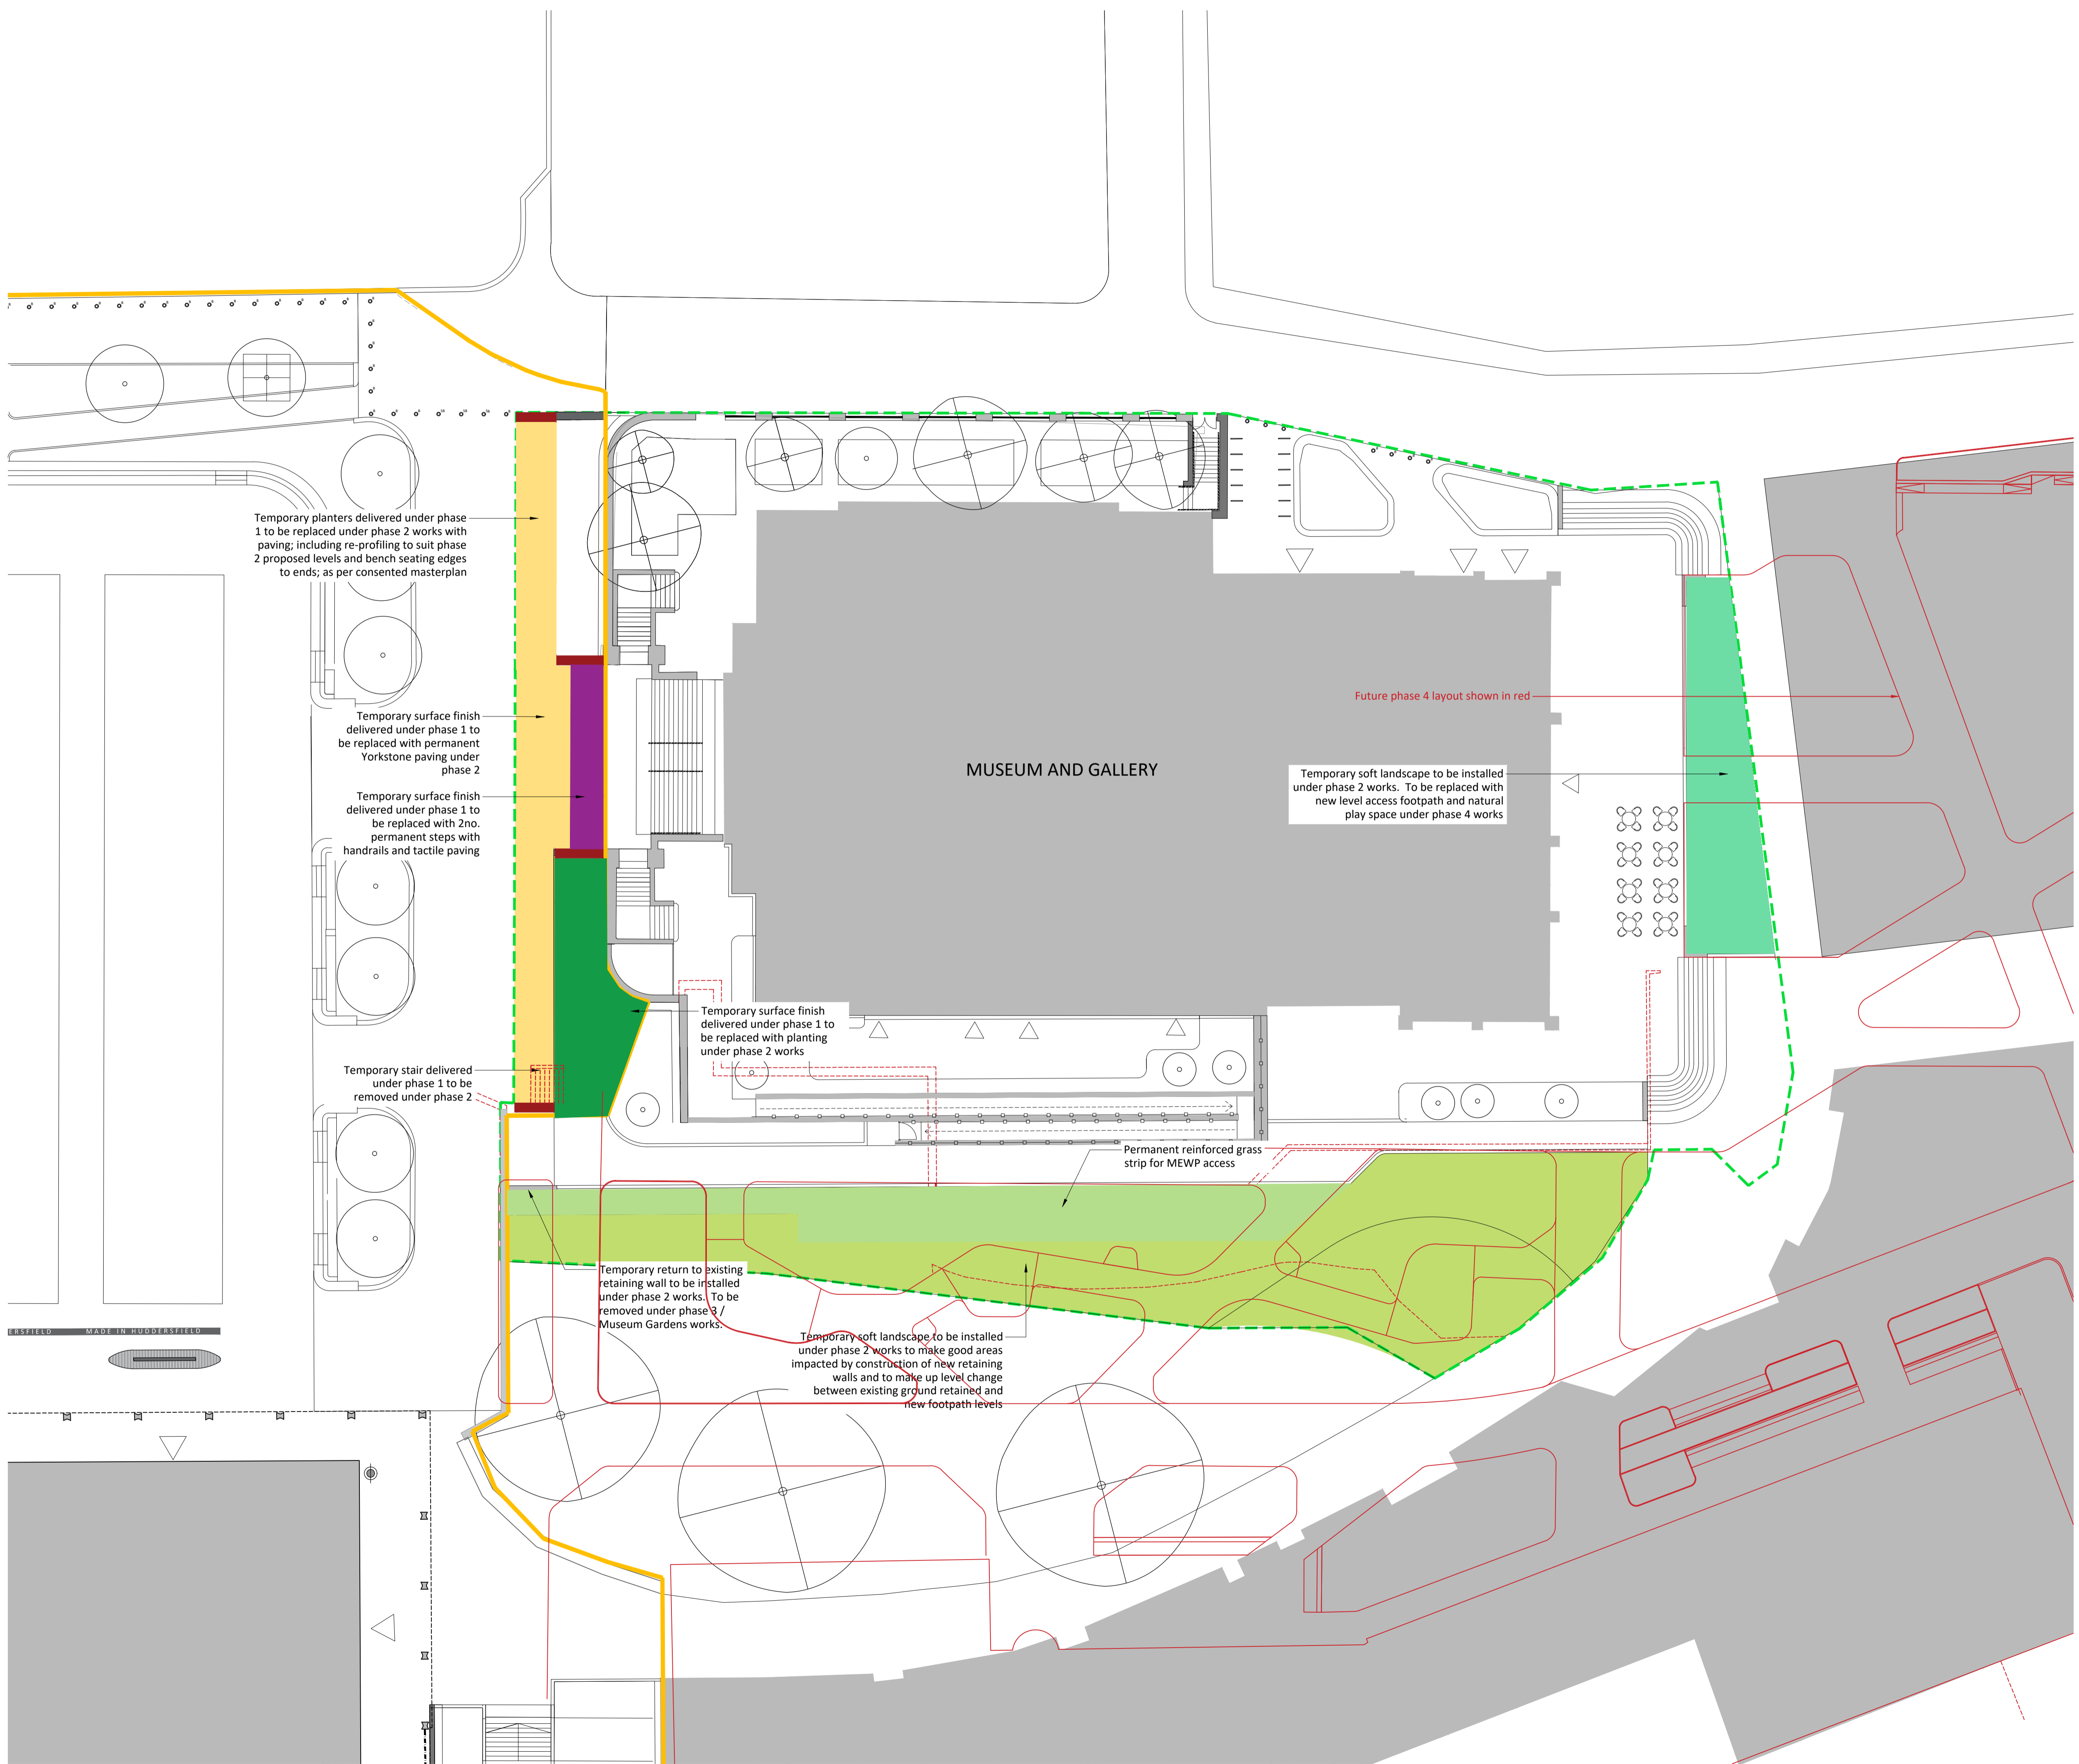 Temporary planters delivered under phase
1 to be replaced under phase 2 works with
paving; including re-profiling to suit phase
2 proposed levels and bench seating edges
to ends; as per consented masterplan
Temporary surface finish
delivered under phase 1 to
be replaced with permanent
Yorkstone paving under
phase 2
Temporary surface finish
delivered under phase 1 to
be replaced with 2no.
permanent steps with
handrails and tactile paving
Future phase 4 layout shown in red
MUSEUM AND GALLERY
Temporary soft landscape to be installed
under phase 2 works. To be replaced with
new level access footpath and natural
play space under phase 4 works
Temporary surface finish
delivered under phase 1 to
be replaced with planting
under phase 2 works
Temporary stair delivered
under phase 1 to be
removed under phase 2
Permanent reinforced grass
strip for MEWP access
Temporary return to existing
retaining wall to be installed
under phase 2 works. To be
removed under phase 3 /
Museum Gardens works.
Temporary soft landscape to be installed
under phase 2 works to make good areas
impacted by construction of new retaining
walls and to make up level change
between existing ground retained and
new footpath levels
ERSFIELD MADE IN HUDDERSFIELD